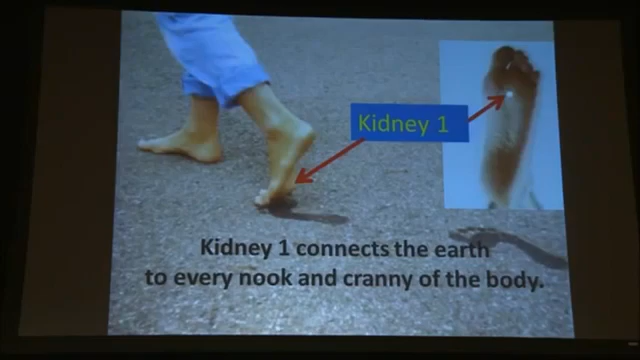 Kidney 1
Kidney 1 connects the earth
to every nook and cranny of the body.